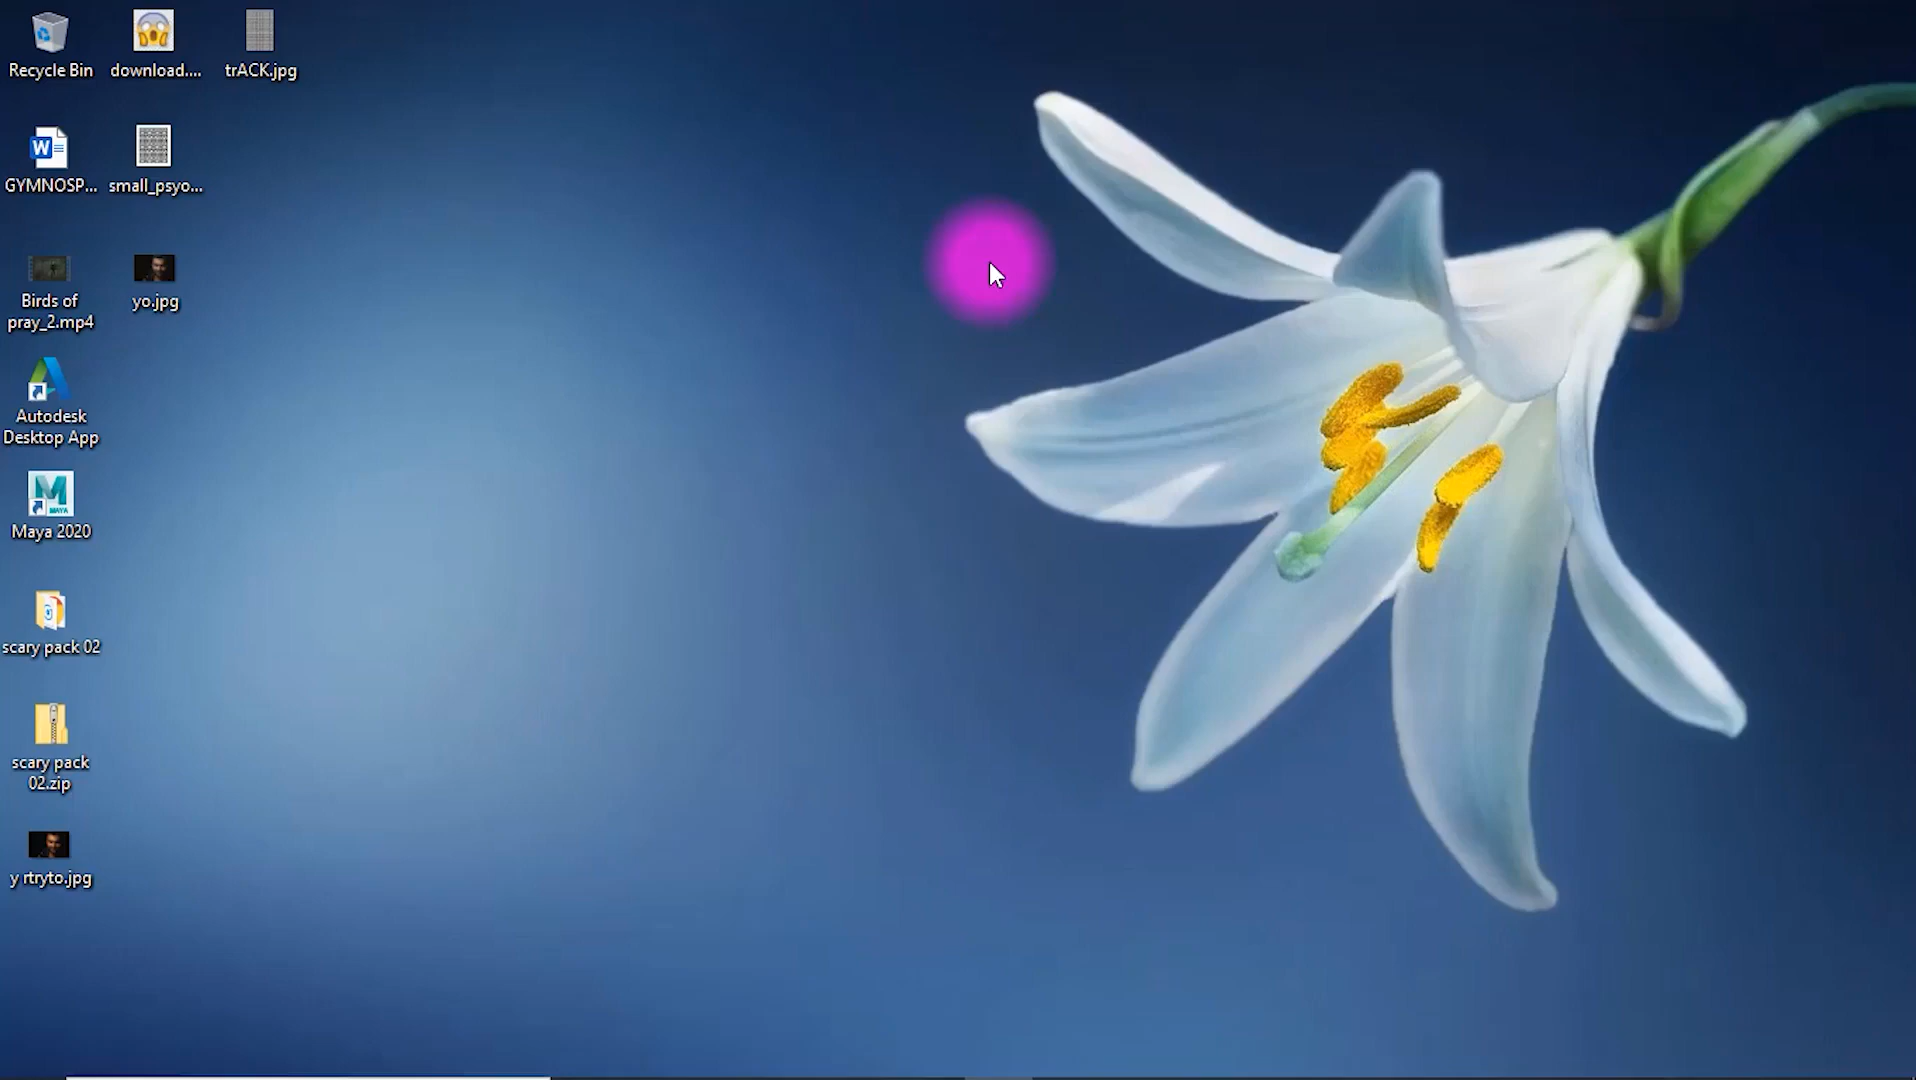 Recycle Bin
download....
trACK.jpg
GYMNOSP...
small_psyo...
Birds of
pray_2.mp4
yo.jpg
Autodesk
Desktop App
Maya 2020
scary pack 02
scary pack
02.zip
y rtryto.jpg